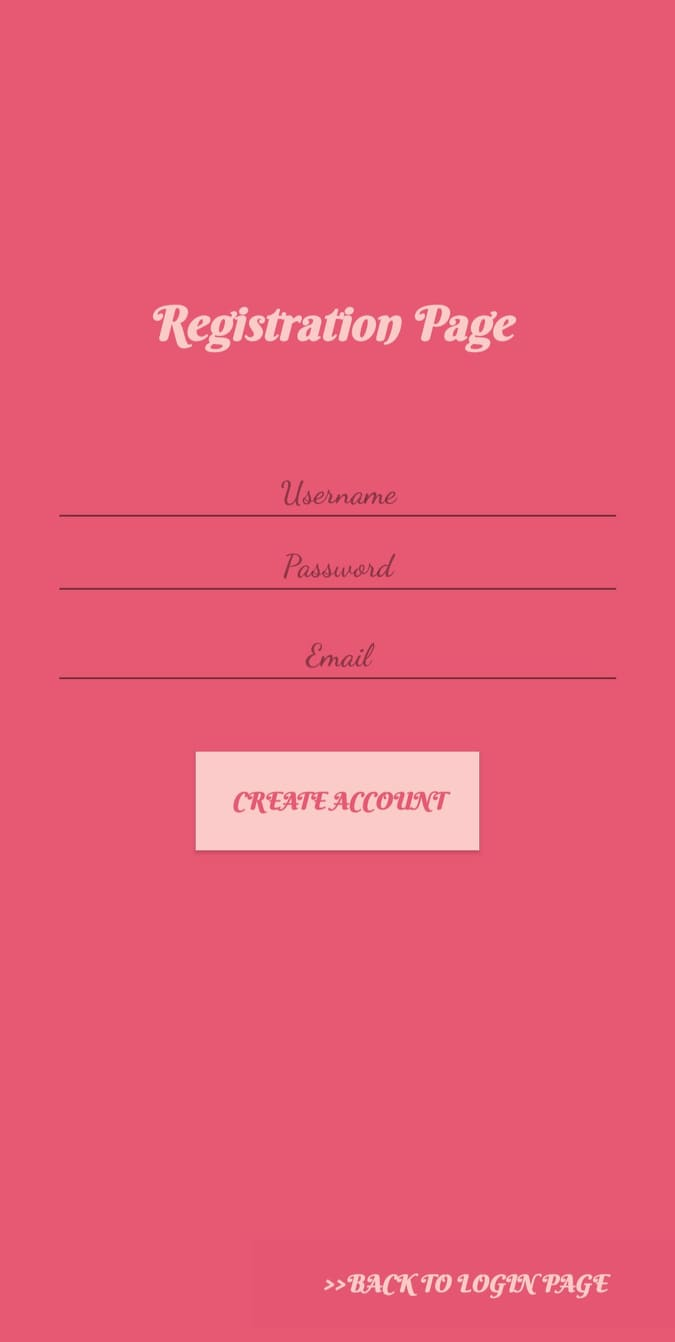 Registration Page
Username
Password
Email
CREATE ACCOUNT
>>BACK TO LOGIN PAGE